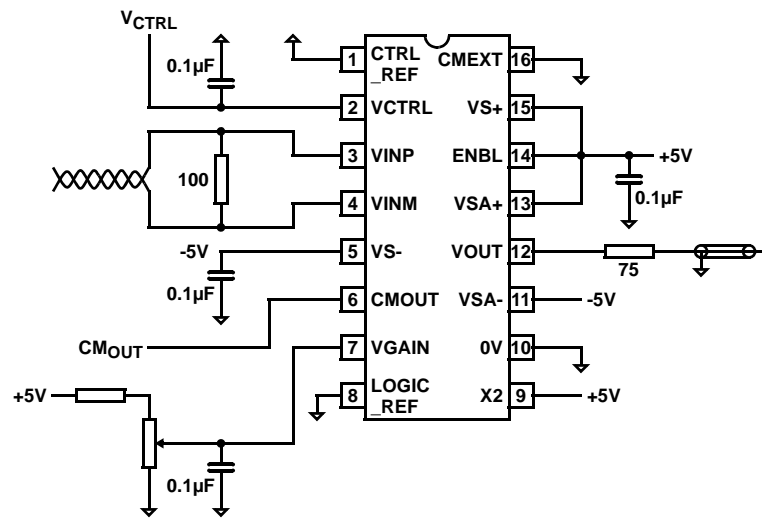 VCTRL
0.1µF
1 CTRL_REF
CMEXT 16
2 VCTRL
VS+ 15
3 VINP
ENBL 14
+5V
100
4 VINM
VSA+ 13
0.1µF
-5V
5 VS-
VOUT 12
75
0.1µF
6 CMOUT
VSA- 11
-5V
CMOUT
7 VGAIN
0V 10
+5V
8 LOGIC_REF
X2 9
+5V
0.1µF